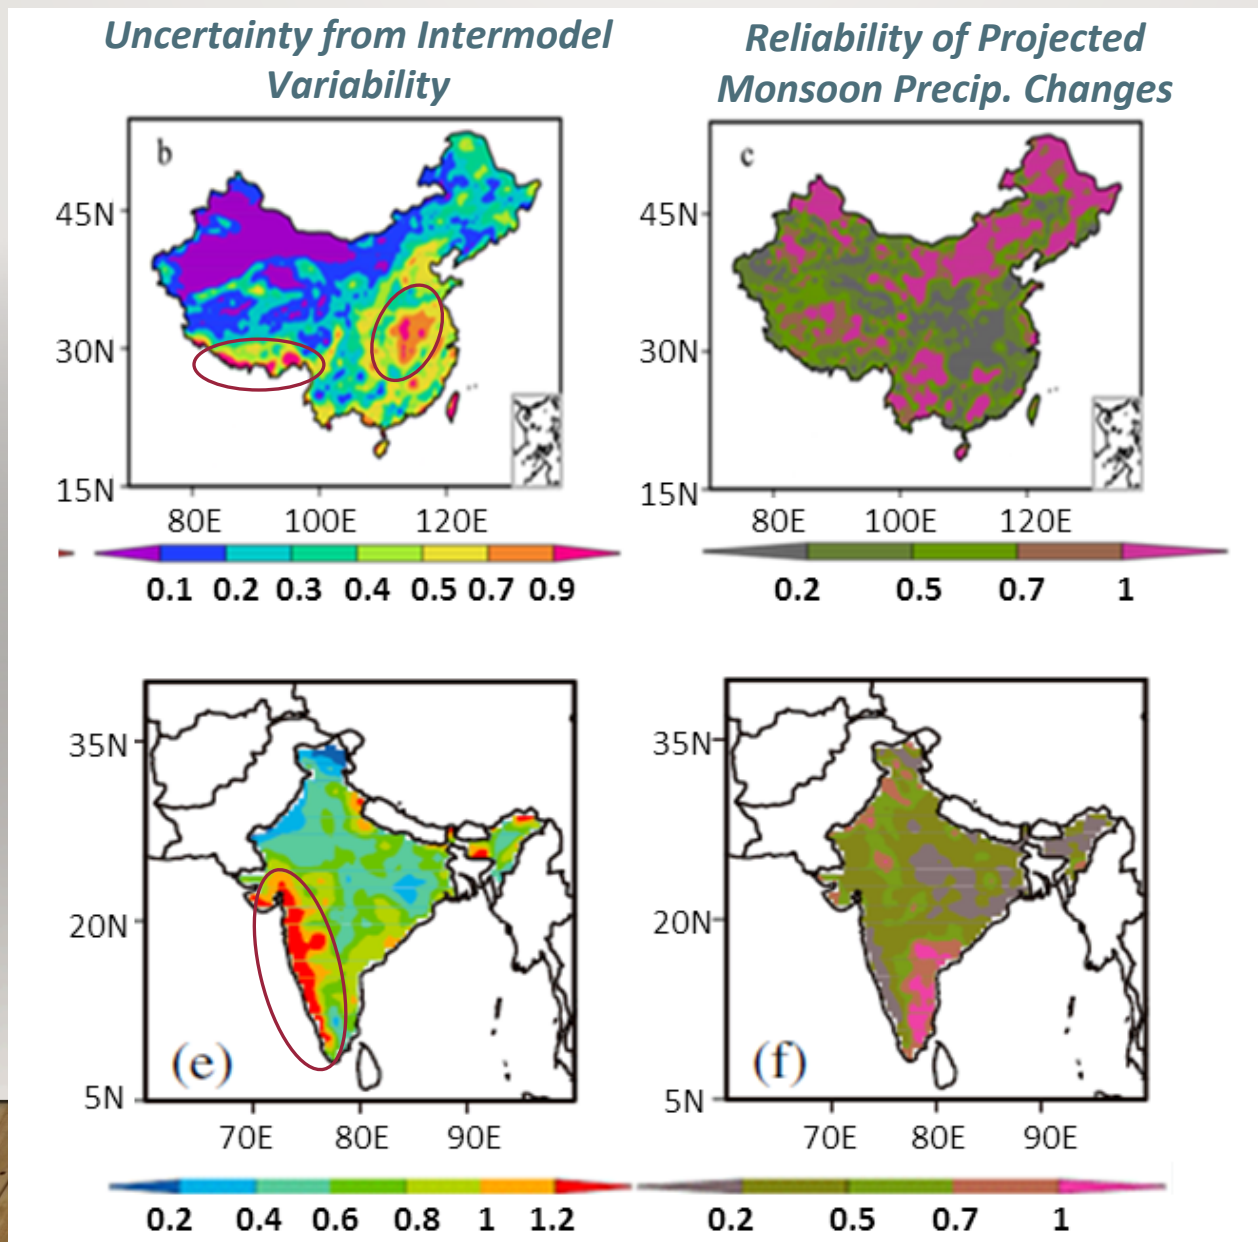 Uncertainty from Intermodel
Variability
Reliability of Projected
Monsoon Precip. Changes
b
45N
30N
15N
80E 100E 120E
0.1 0.2 0.3 0.4 0.5 0.7 0.9
c
45N
30N
15N
80E 100E 120E
0.2 0.5 0.7 1
(e)
35N
20N
5N
70E 80E 90E
0.2 0.4 0.6 0.8 1 1.2
(f)
35N
20N
5N
70E 80E 90E
0.2 0.5 0.7 1